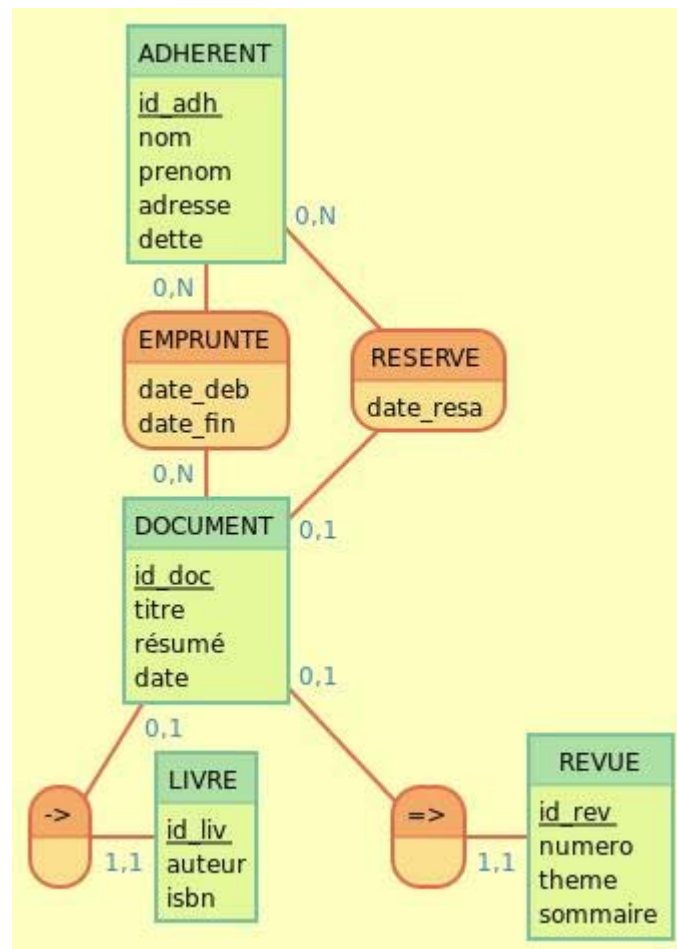 ADHERENT
id_adh
nom
prenom
adresse
dette
0,N
0,N
EMPRUNTE
date_deb
date_fin
RESERVE
date_resa
0,N
0,1
DOCUMENT
id_doc
titre
résumé
date
0,1
0,1
->
1,1
LIVRE
id_liv
auteur
isbn
=>
1,1
REVUE
id_rev
numero
theme
sommaire